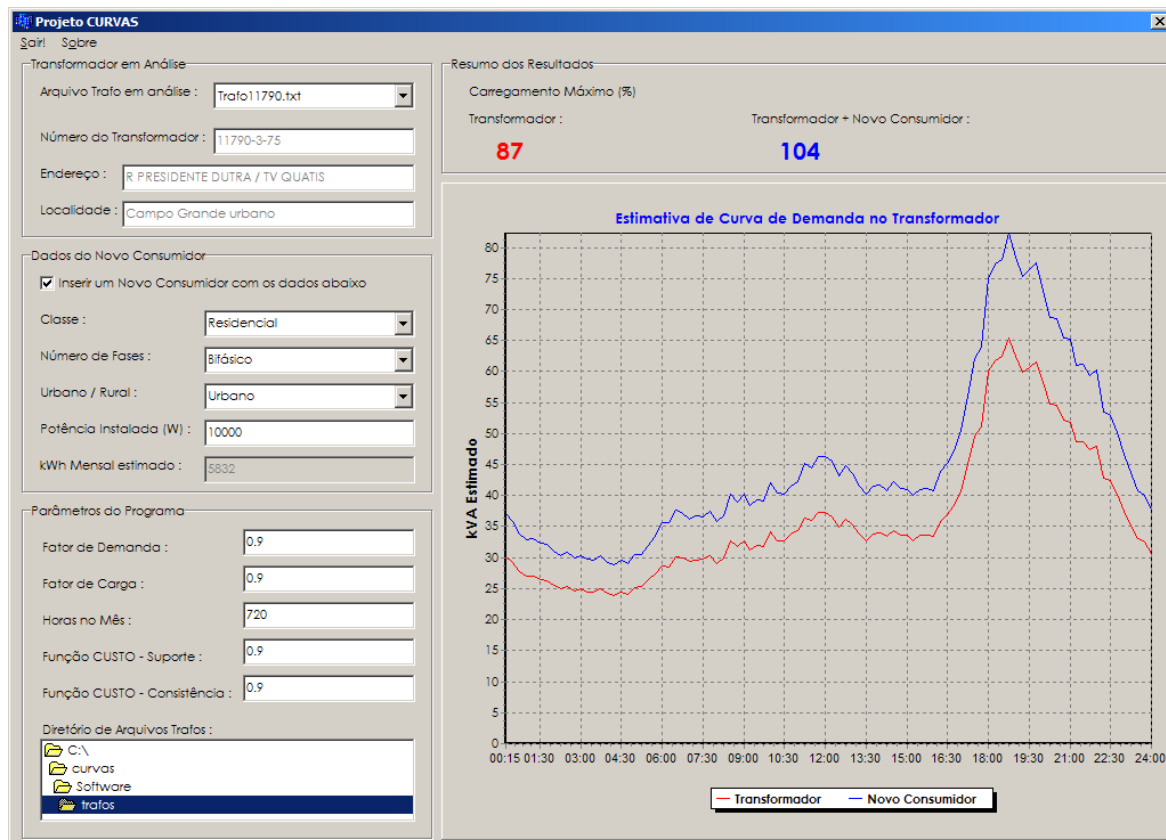 Projeto CURVAS
Sair! Sobre
Transformador em Análise
Arquivo Trafo em análise : Trafo11790.txt
Número do Transformador : 11790-3-75
Endereço : R PRESIDENTE DUTRA / TV QUATIS
Localidade : Campo Grande urbano
Dados do Novo Consumidor
Inserir um Novo Consumidor com os dados abaixo
Classe : Residencial
Número de Fases : Bifásico
Urbano / Rural : Urbano
Potência Instalada (W) : 10000
kWh Mensal estimado : 5832
Parâmetros do Programa
Fator de Demanda : 0.9
Fator de Carga : 0.9
Horas no Mês : 720
Função CUSTO - Suporte : 0.9
Função CUSTO - Consistência : 0.9
Diretório de Arquivos Trafos :
C:\
curvas
Software
trafos
Resumo dos Resultados
Carregamento Máximo (%)
Transformador : Transformador + Novo Consumidor :
87 104
Estimativa de Curva de Demanda no Transformador
kVA Estimado
80
75
70
65
60
55
50
45
40
35
30
25
20
15
10
5
0
00:15 01:30 03:00 04:30 06:00 07:30 09:00 10:30 12:00 13:30 15:00 16:30 18:00 19:30 21:00 22:30 24:00
Transformador Novo Consumidor